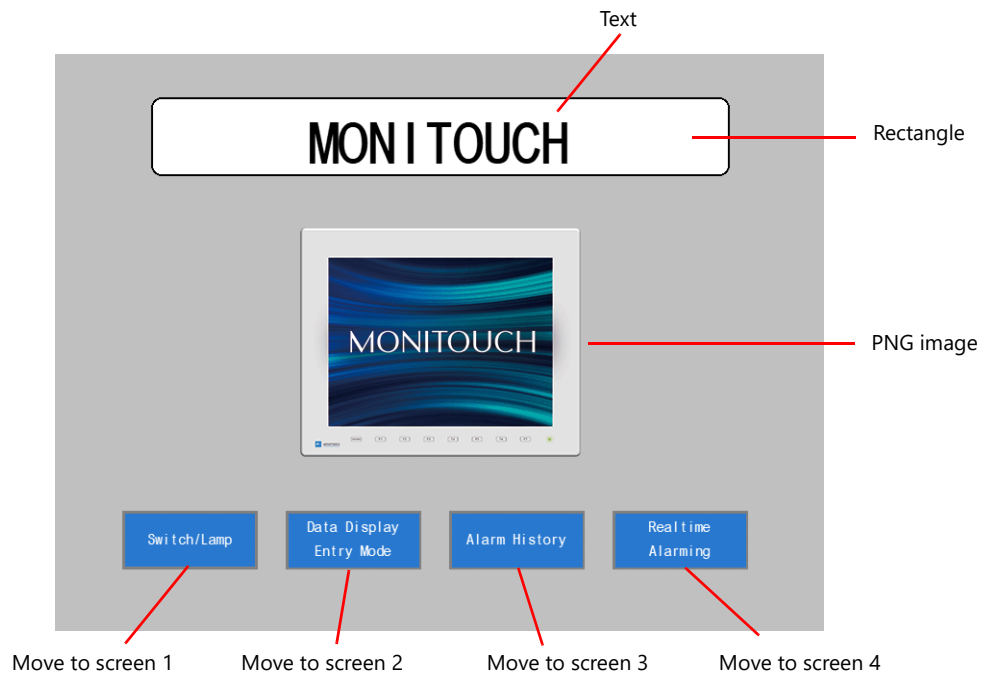 Text
MONITOUCH
Rectangle
MONITOUCH
PNG image
Switch/Lamp
Data Display
Entry Mode
Alarm History
Realtime
Alarming
Move to screen 1
Move to screen 2
Move to screen 3
Move to screen 4